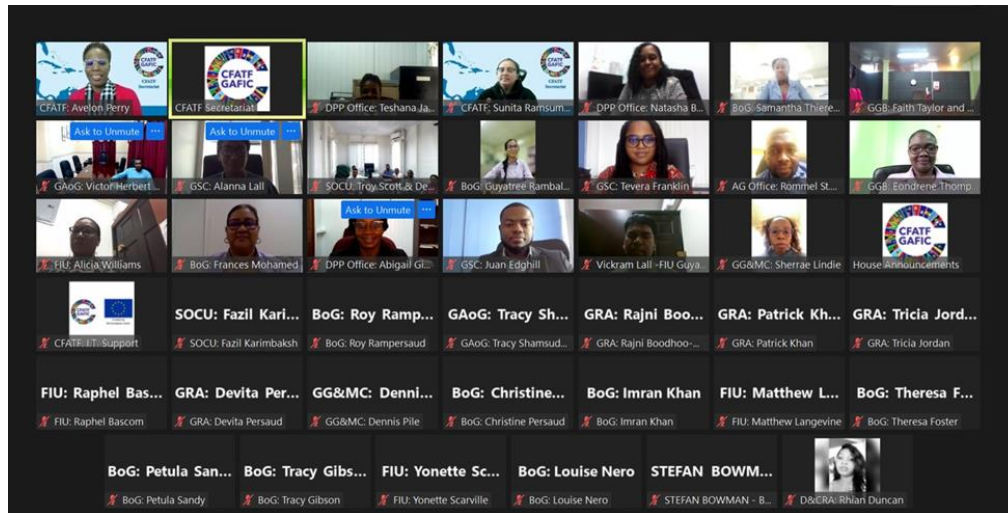 CFATF
GAFIC
CFATF
Secretariat
CFATF: Avelon Perry
CFATF
GAFIC
CFATF Secretariat
DPP Office: Teshana Ja...
CFATF
GAFIC
CFATF
Secretariat
CFATF: Sunita Ramsum...
DPP Office: Natasha B...
BoG: Samantha Thiere...
GGB: Faith Taylor and ...
Ask to Unmute ...
GAoG: Victor Herbert ...
Ask to Unmute ...
GSC: Alanna Lall
SOCU: Troy Scott & De...
BoG: Guyatree Rambal...
GSC: Tevera Franklin
AG Office: Rommel St....
GGB: Eondrene Thomp...
FIU: Alicia Williams
BoG: Frances Mohamed
Ask to Unmute ...
DPP Office: Abigail Gi...
GSC: Juan Edghill
Vickram Lall -FIU Guya...
GG&MC: Sherrae Lindie
CFATF
GAFIC
House Announcements
CFATF: I.T. Support
SOCU: Fazil Kari...
SOCU: Fazil Karimbaksh
BoG: Roy Ramp...
BoG: Roy Rampersaud
GAoG: Tracy Sh...
GAoG: Tracy Shamsud...
GRA: Rajni Boo...
GRA: Rajni Boodhoo-...
GRA: Patrick Kh...
GRA: Patrick Khan
GRA: Tricia Jord...
GRA: Tricia Jordan
FIU: Raphel Bas...
FIU: Raphel Bascom
GRA: Devita Per...
GRA: Devita Persaud
GG&MC: Denni...
GG&MC: Dennis Pile
BoG: Christine...
BoG: Christine Persaud
BoG: Imran Khan
BoG: Imran Khan
FIU: Matthew L...
FIU: Matthew Langevine
BoG: Theresa F...
BoG: Theresa Foster
BoG: Petula San...
BoG: Petula Sandy
BoG: Tracy Gibs...
BoG: Tracy Gibson
FIU: Yonette Sc...
FIU: Yonette Scarville
BoG: Louise Nero
BoG: Louise Nero
STEFAN BOWM...
STEFAN BOWMAN - B...
D&CRA: Rhian Duncan